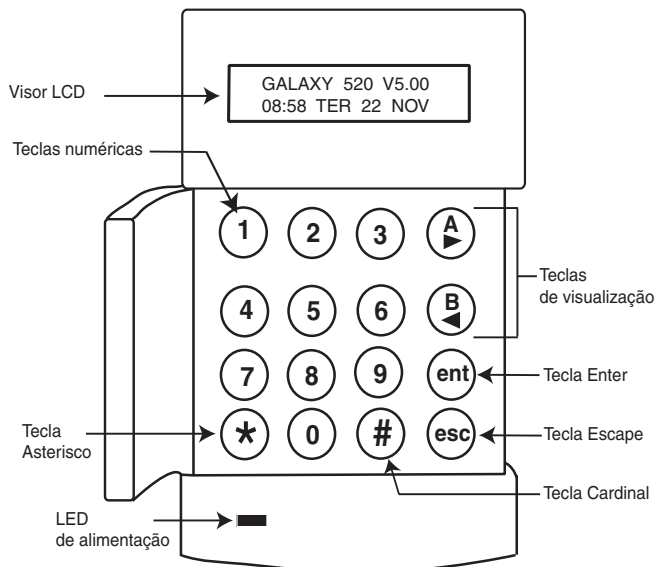 GALAXY 520 V5.00
08:58 TER 22 NOV
Visor LCD
Teclas numéricas
1 2 3 A
4 5 6 B
Teclas
de visualização
7 8 9 ent
Tecla Enter
Tecla
Asterisco
* 0 # esc
Tecla Escape
Tecla Cardinal
LED
de alimentação